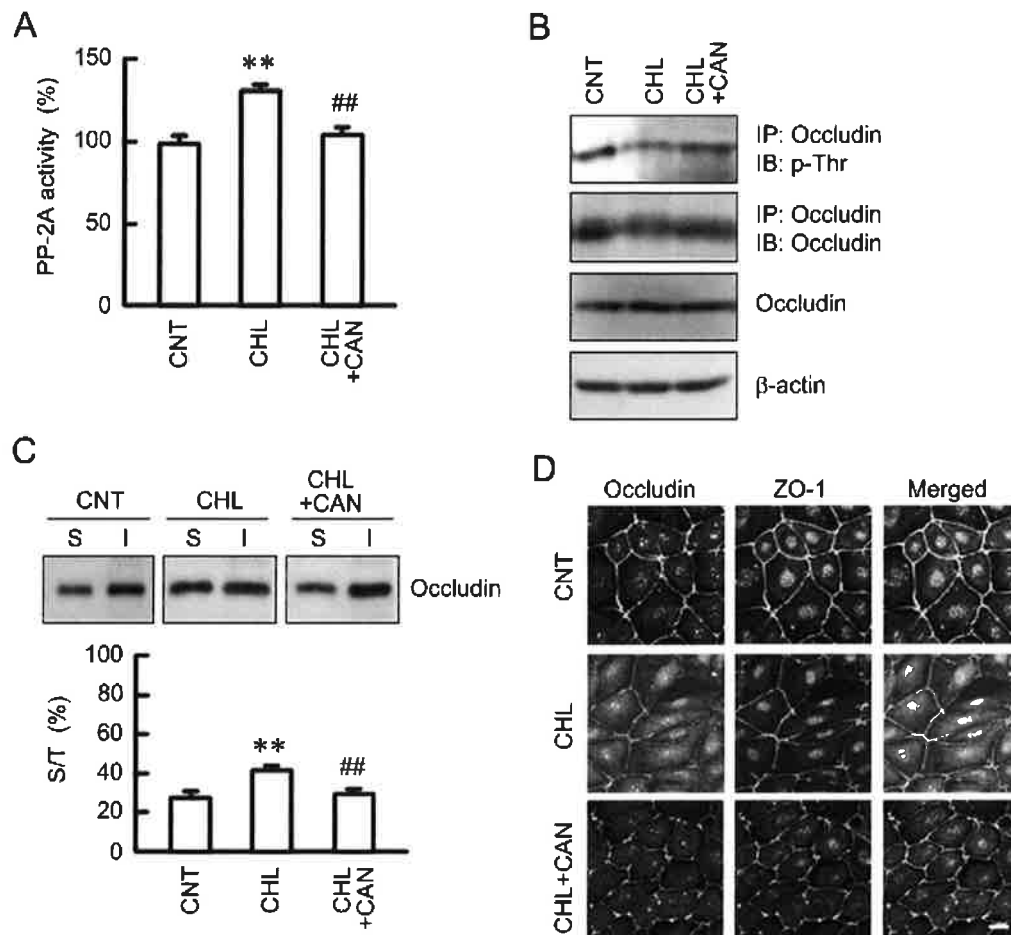 A
PP-2A activity (%)
150
100
50
0
**
##
CNT
CHL
CHL
+CAN
B
CNT
CHL
CHL
+CAN
IP: Occludin
IB: p-Thr
IP: Occludin
IB: Occludin
Occludin
β-actin
C
CNT
CHL
CHL
+CAN
S I S I S I
Occludin
S/T (%)
100
80
60
40
20
0
**
##
CNT
CHL
CHL
+CAN
D
Occludin ZO-1 Merged
CNT
CHL
CHL+CAN